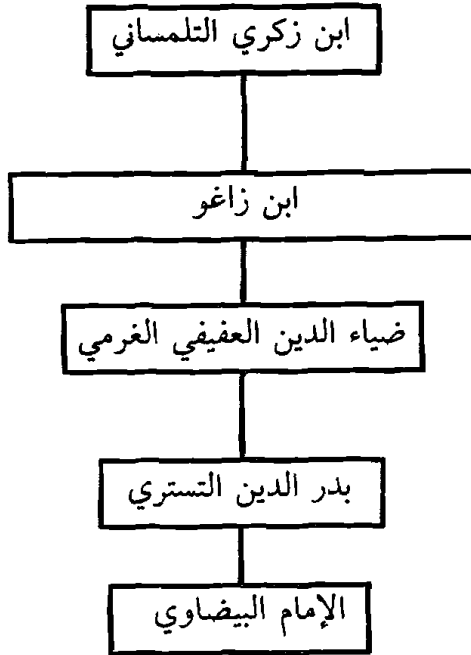 ابن زكري التلمساني
ابن زاغو
ضياء الدين العفيفي الغرمي
بدر الدين التستري
الإمام البيضاوي